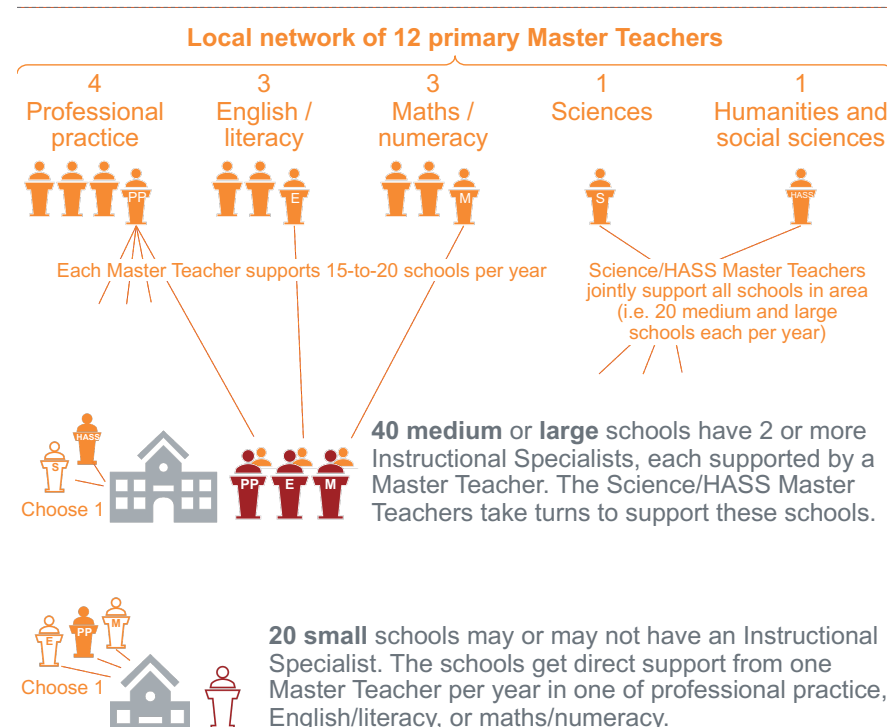 Local network of 12 primary Master Teachers
4
Professional
practice
3
English /
literacy
3
Maths /
numeracy
1
Sciences
1
Humanities and
social sciences
PP
E
M
S
HASS
Each Master Teacher supports 15-to-20 schools per year
Science/HASS Master Teachers
jointly support all schools in area
(i.e. 20 medium and large
schools each per year)
HASS
S
Choose 1
PP
E
M
40 medium or large schools have 2 or more
Instructional Specialists, each supported by a
Master Teacher. The Science/HASS Master
Teachers take turns to support these schools.
E
PP
M
Choose 1
20 small schools may or may not have an Instructional
Specialist. The schools get direct support from one
Master Teacher per year in one of professional practice,
English/literacy, or maths/numeracy.